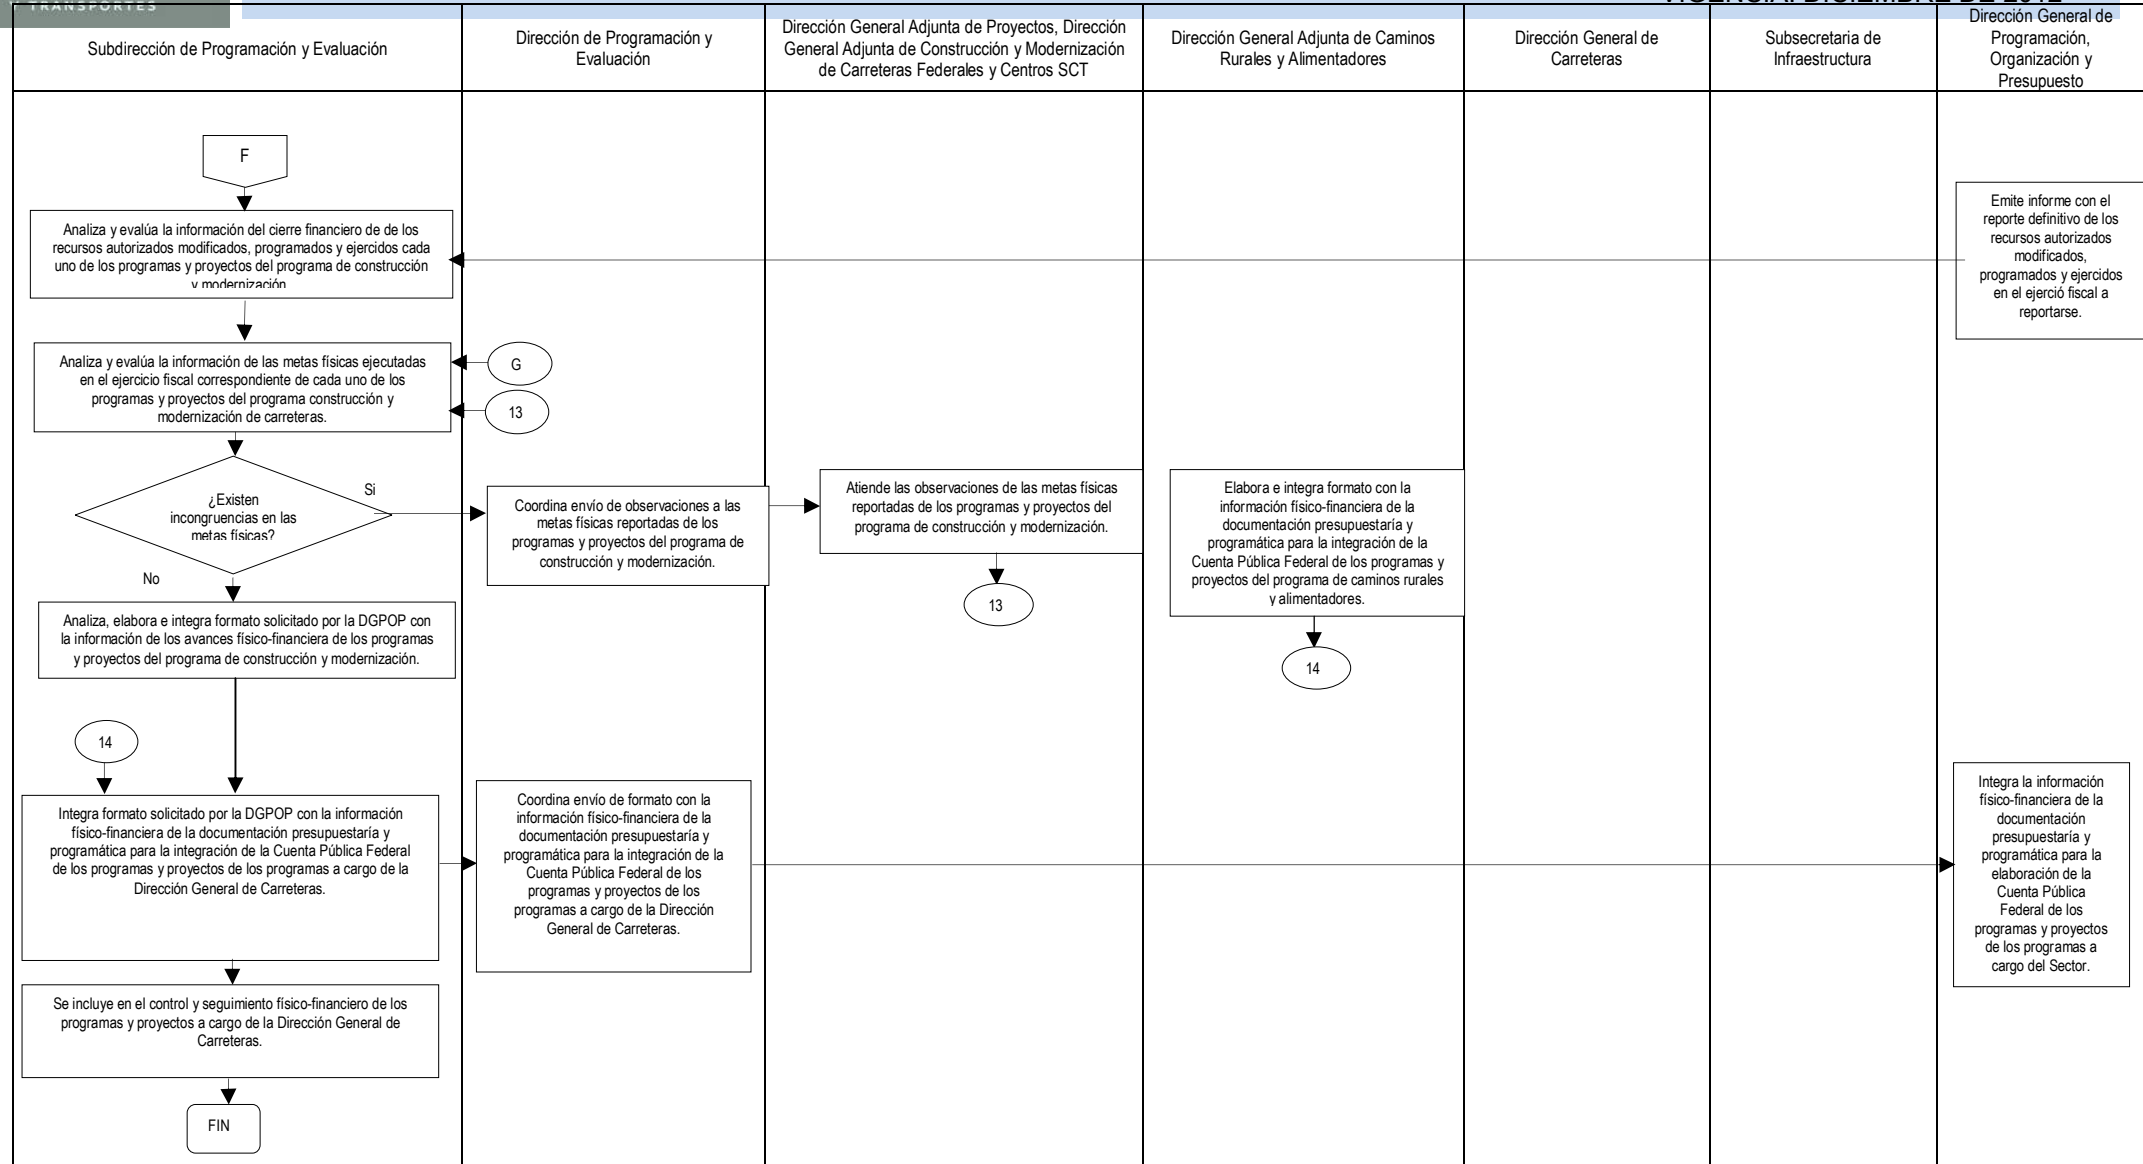 Y TRANSPORTES
VIGENCIA: DICIEMBRE DE 2012
Subdirección de Programación y Evaluación
Dirección de Programación y
Evaluación
Dirección General Adjunta de Proyectos, Dirección
General Adjunta de Construcción y Modernización
de Carreteras Federales y Centros SCT
Dirección General Adjunta de Caminos
Rurales y Alimentadores
Dirección General de
Carreteras
Subsecretaria de
Infraestructura
Dirección General de
Programación,
Organización y
Presupuesto
F
Emite informe con el
reporte definitivo de los
recursos autorizados
modificados,
programados y ejercidos
en el ejerció fiscal a
reportarse.
Analiza y evalúa la información del cierre financiero de de los
recursos autorizados modificados, programados y ejercidos cada
uno de los programas y proyectos del programa de construcción
y modernización
Analiza y evalúa la información de las metas físicas ejecutadas
en el ejercicio fiscal correspondiente de cada uno de los
programas y proyectos del programa construcción y
modernización de carreteras.
G
13
¿Existen
incongruencias en las
metas físicas?
Si
No
Coordina envío de observaciones a las
metas físicas reportadas de los
programas y proyectos del programa de
construcción y modernización.
Atiende las observaciones de las metas físicas
reportadas de los programas y proyectos del
programa de construcción y modernización.
13
Elabora e integra formato con la
información físico-financiera de la
documentación presupuestaría y
programática para la integración de la
Cuenta Pública Federal de los programas y
proyectos del programa de caminos rurales
y alimentadores.
14
Analiza, elabora e integra formato solicitado por la DGPOP con
la información de los avances físico-financiera de los programas
y proyectos del programa de construcción y modernización.
14
Integra formato solicitado por la DGPOP con la información
físico-financiera de la documentación presupuestaría y
programática para la integración de la Cuenta Pública Federal
de los programas y proyectos de los programas a cargo de la
Dirección General de Carreteras.
Coordina envío de formato con la
información físico-financiera de la
documentación presupuestaría y
programática para la integración de la
Cuenta Pública Federal de los
programas y proyectos de los
programas a cargo de la Dirección
General de Carreteras.
Integra la información
físico-financiera de la
documentación
presupuestaría y
programática para la
elaboración de la
Cuenta Pública
Federal de los
programas y proyectos
de los programas a
cargo del Sector.
Se incluye en el control y seguimiento físico-financiero de los
programas y proyectos a cargo de la Dirección General de
Carreteras.
FIN